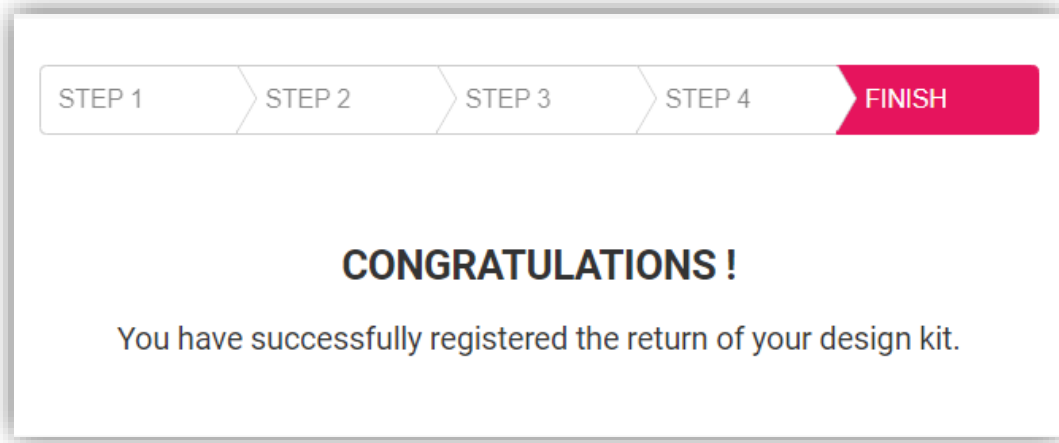 STEP 1 STEP 2 STEP 3 STEP 4 FINISH
CONGRATULATIONS !
You have successfully registered the return of your design kit.